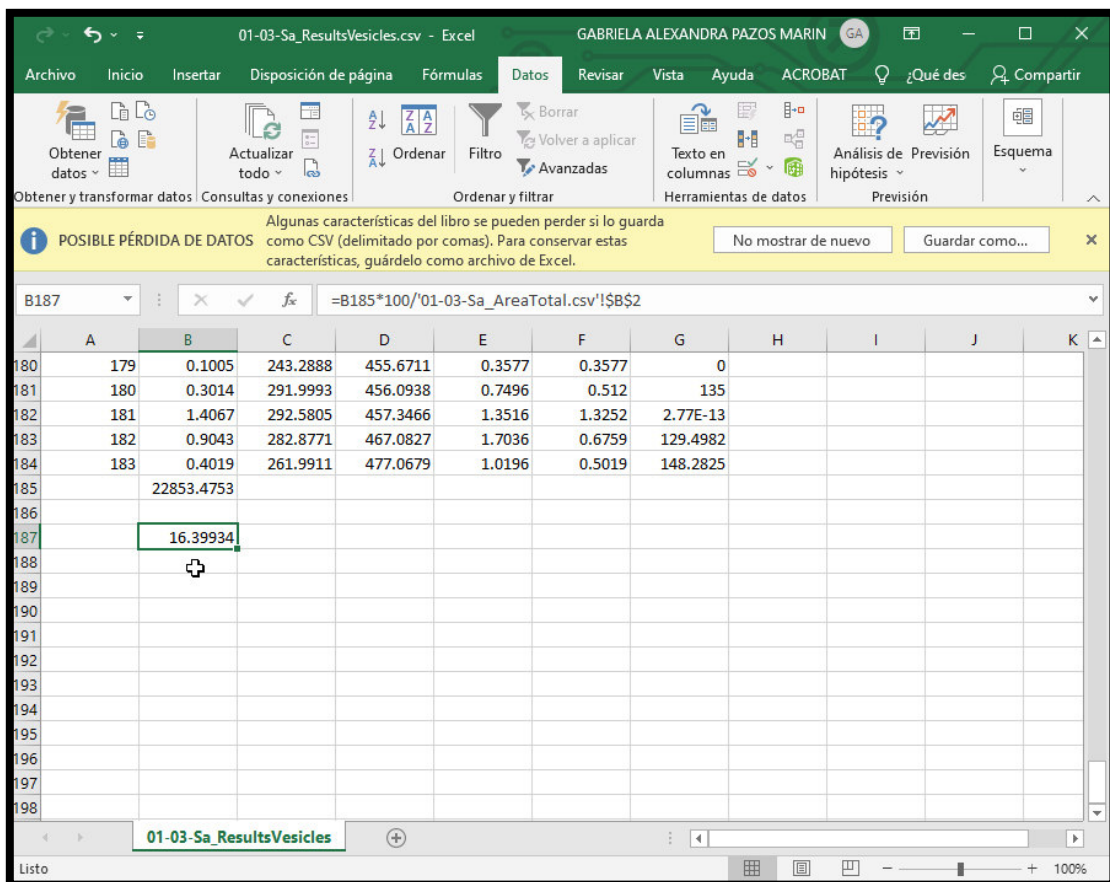 01-03-Sa_ResultsVesicles.csv - Excel
GABRIELA ALEXANDRA PAZOS MARIN
GA
Archivo Inicio Insertar Disposición de página Fórmulas Datos Revisar Vista Ayuda ACROBAT ¿Qué des Compartir
Obtener datos
Actualizar todo
Ordenar
Filtro
Borrar
Volver a aplicar
Avanzadas
Texto en columnas
Análisis de hipótesis
Previsión
Esquema
Obtener y transformar datos
Consultas y conexiones
Ordenar y filtrar
Herramientas de datos
Previsión
POSIBLE PÉRDIDA DE DATOS
Algunas características del libro se pueden perder si lo guarda
como CSV (delimitado por comas). Para conservar estas
características, guárdelo como archivo de Excel.
No mostrar de nuevo
Guardar como...
B187
fx
=B185*100/'01-03-Sa_AreaTotal.csv'!$B$2
A B C D E F G H I J K
180 179 0.1005 243.2888 455.6711 0.3577 0.3577 0
181 180 0.3014 291.9993 456.0938 0.7496 0.512 135
182 181 1.4067 292.5805 457.3466 1.3516 1.3252 2.77E-13
183 182 0.9043 282.8771 467.0827 1.7036 0.6759 129.4982
184 183 0.4019 261.9911 477.0679 1.0196 0.5019 148.2825
185 22853.4753
186
187 16.39934
188
189
190
191
192
193
194
195
196
197
198
01-03-Sa_ResultsVesicles
Listo
100%